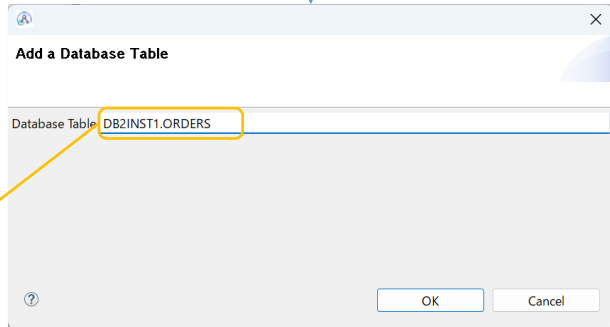 Add a Database Table
Database Table DB2INST1.ORDERS
?
OK Cancel